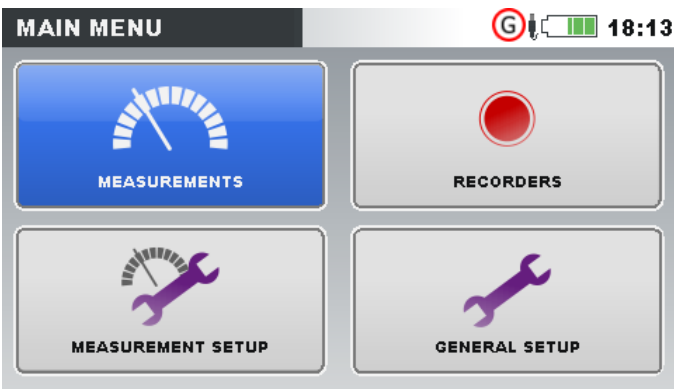 MAIN MENU G 18:13
MEASUREMENTS RECORDERS
MEASUREMENT SETUP GENERAL SETUP